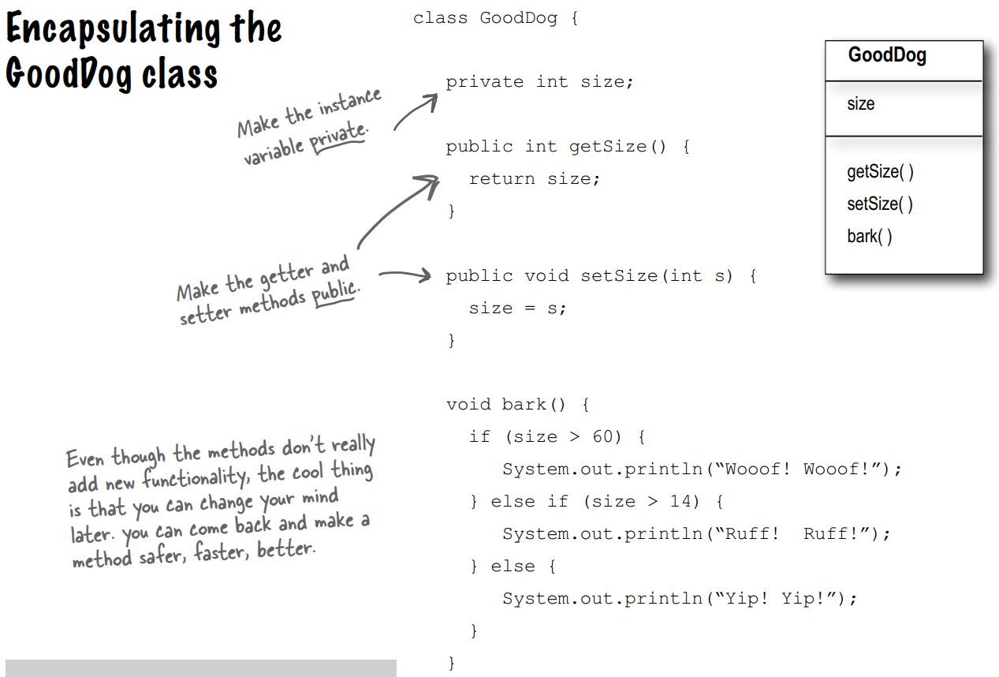 Encapsulating the
GoodDog class
Make the instance
variable private.
Make the getter and
setter methods public.
Even though the methods don't really
add new functionality, the cool thing
is that you can change your mind
later. you can come back and make a
method safer, faster, better.
class GoodDog {
private int size;
public int getSize() {
return size;
}
public void setSize(int s) {
size = s;
}
void bark() {
if (size > 60) {
System.out.println(“Wooof! Wooof!”);
} else if (size > 14) {
System.out.println(“Ruff!  Ruff!”);
} else {
System.out.println(“Yip! Yip!”);
}
}
GoodDog
size
getSize( )
setSize( )
bark( )